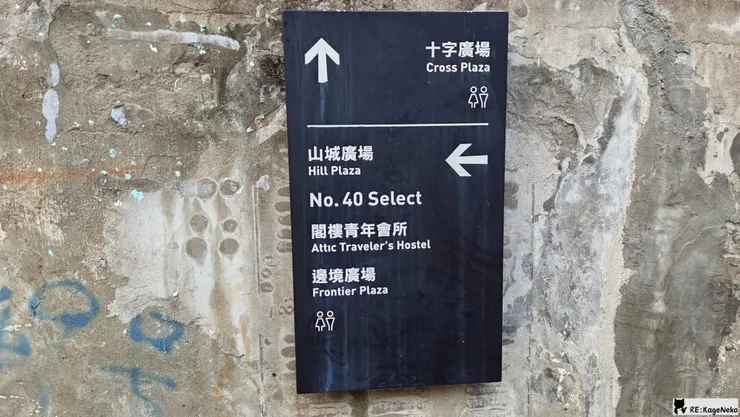 十字廣場
Cross Plaza
山城廣場
Hill Plaza
No. 40 Select
閣樓青年會所
Attic Traveler's Hostel
邊境廣場
Frontier Plaza
RE:KageNeko